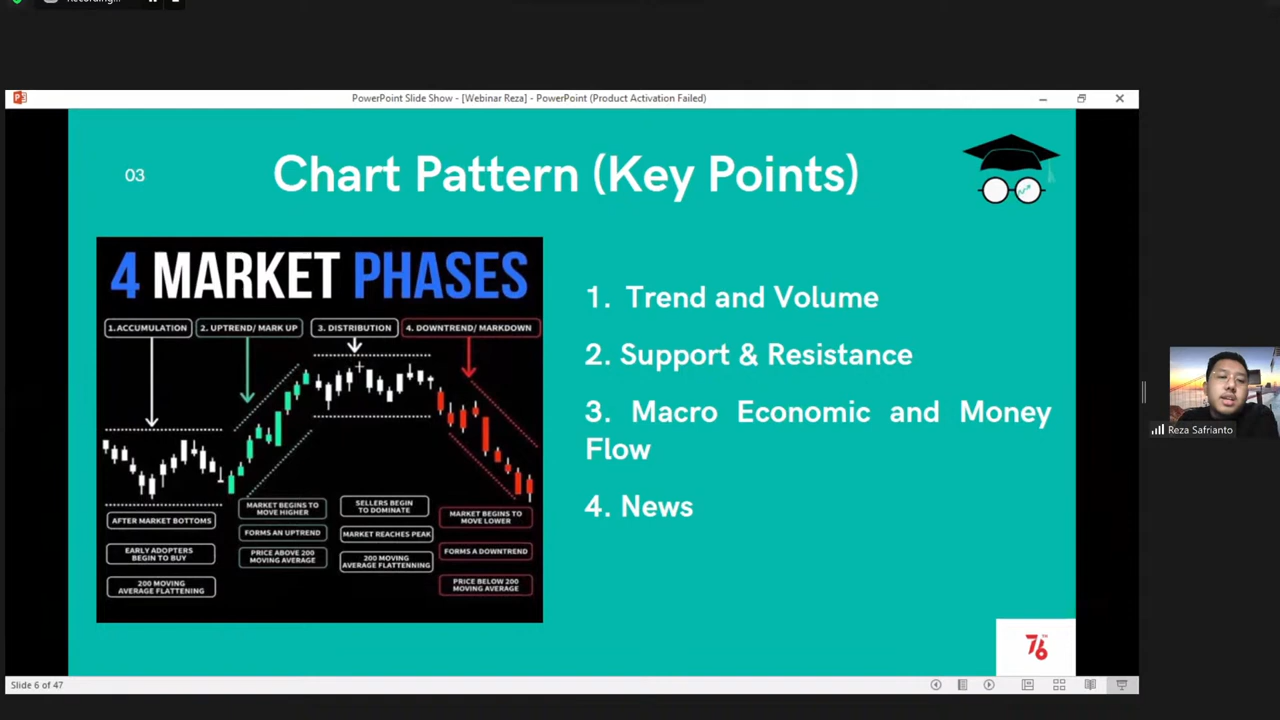 Recording...
PowerPoint Slide Show - [Webinar Reza] - PowerPoint (Product Activation Failed)
03
Chart Pattern (Key Points)
4 MARKET PHASES
1.ACCUMULATION
2. UPTREND/ MARK UP
3. DISTRIBUTION
4. DOWNTREND/ MARKDOWN
AFTER MARKET BOTTOMS
EARLY ADOPTERS
BEGIN TO BUY
200 MOVING
AVERAGE FLATTENING
MARKET BEGINS TO
MOVE HIGHER
FORMS AN UPTREND
PRICE ABOVE 200
MOVING AVERAGE
SELLERS BEGIN
TO DOMINATE
MARKET REACHES PEAK
200 MOVING
AVERAGE FLATTENNING
MARKET BEGINS TO
MOVE LOWER
FORMS A DOWNTREND
PRICE BELOW 200
MOVING AVERAGE
1. Trend and Volume
2. Support & Resistance
3. Macro Economic and Money
Flow
4. News
76
Reza Safrianto
Slide 6 of 47